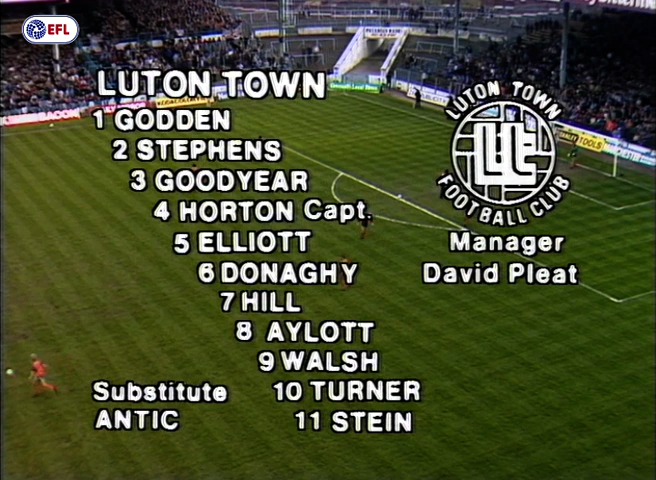 EFL
LUTON TOWN
1 GODDEN
2 STEPHENS
3 GOODYEAR
4 HORTON Capt.
5 ELLIOTT
6 DONAGHY
7 HILL
8 AYLOTT
9 WALSH
10 TURNER
11 STEIN
Substitute
ANTIC
LUTON TOWN
FOOTBALL CLUB
Manager
David Pleat
TOOLS